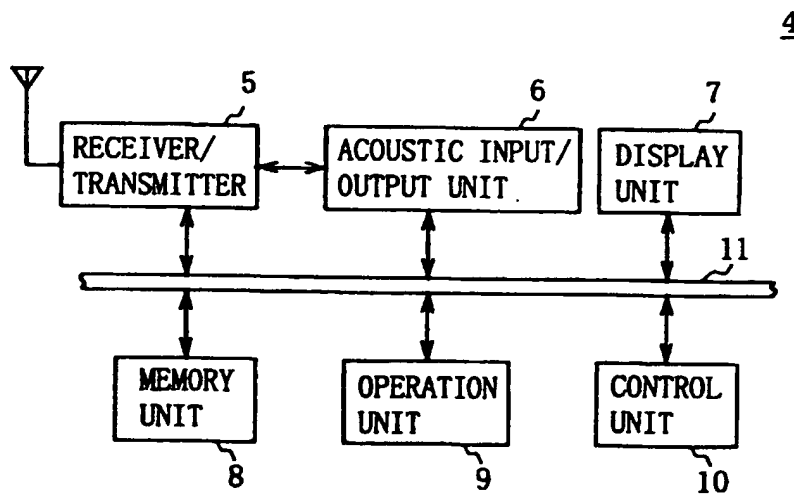 4
5
6
7
RECEIVER/
TRANSMITTER
ACOUSTIC INPUT/
OUTPUT UNIT
DISPLAY
UNIT
11
MEMORY
UNIT
OPERATION
UNIT
CONTROL
UNIT
8
9
10